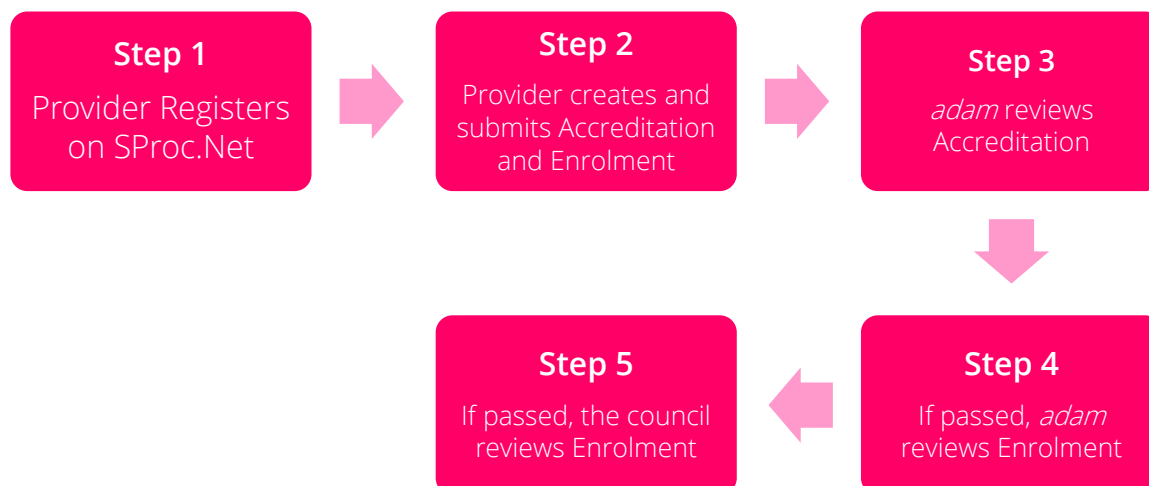 Step 1
Provider Registers
on SProc.Net
Step 2
Provider creates and
submits Accreditation
and Enrolment
Step 3
adam reviews
Accreditation
Step 4
If passed, adam
reviews Enrolment
Step 5
If passed, the council
reviews Enrolment